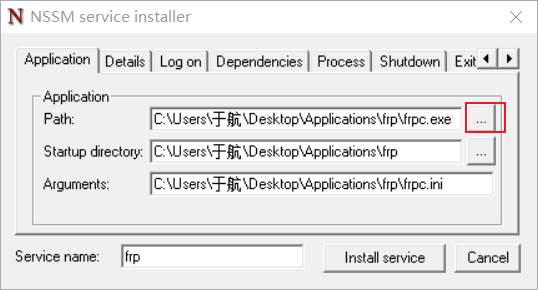 NSSM service installer
Application Details Log on Dependencies Process Shutdown Exit
Application
Path: C:\Users\于航\Desktop\Applications\frp\frpc.exe ...
Startup directory: C:\Users\于航\Desktop\Applications\frp ...
Arguments: C:\Users\于航\Desktop\Applications\frp\frpc.ini
Service name: frp Install service Cancel